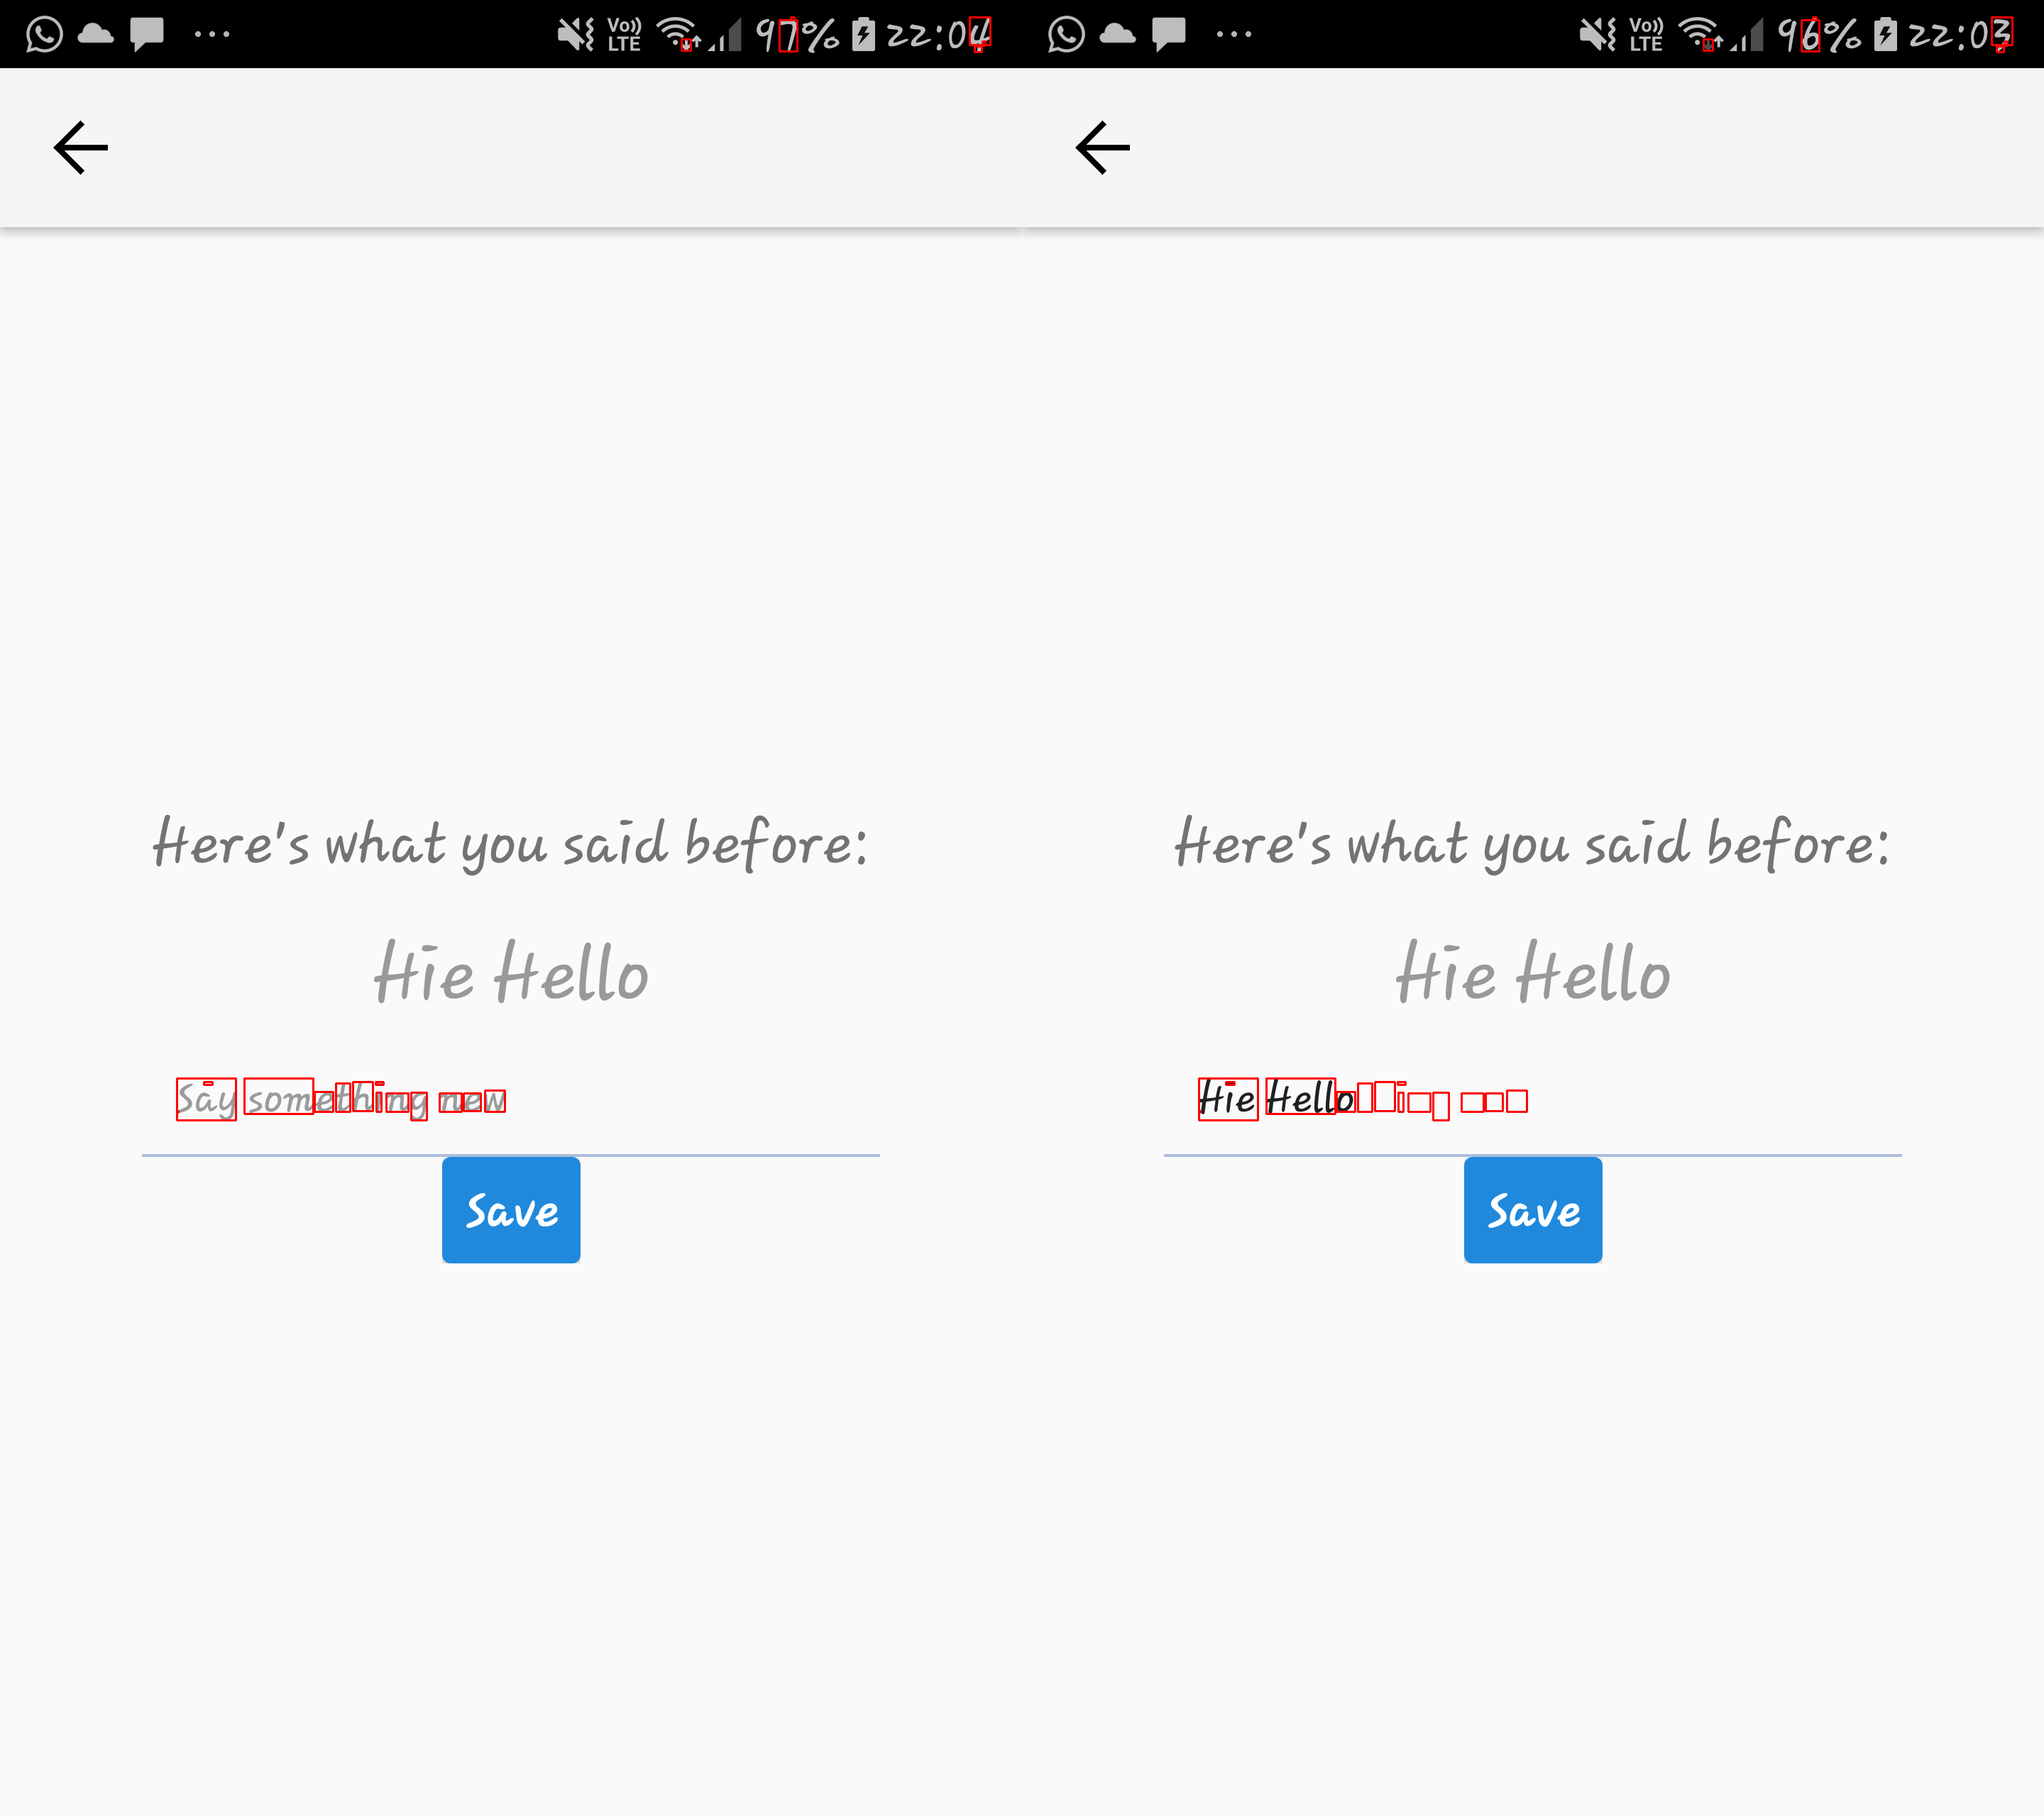 Vo)) LTE 97% 22:04
Here's what you said before:
Hie Hello
Say something new
Save
Vo)) LTE 96% 22:03
Here's what you said before:
Hie Hello
Hie Hello
Save